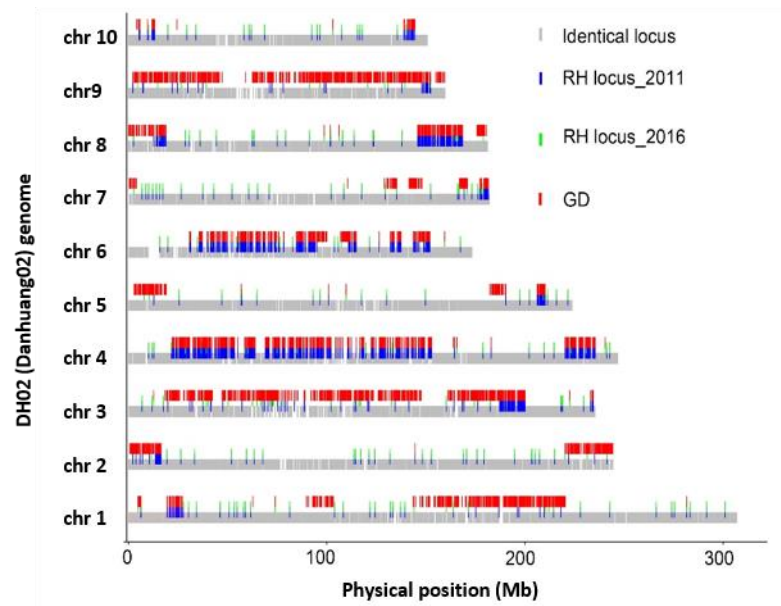 chr 10
chr9
chr 8
chr 7
chr 6
chr 5
chr 4
chr 3
chr 2
chr 1
DH02 (Danhuang02) genome
Identical locus
RH locus_2011
RH locus_2016
GD
0 100 200 300
Physical position (Mb)